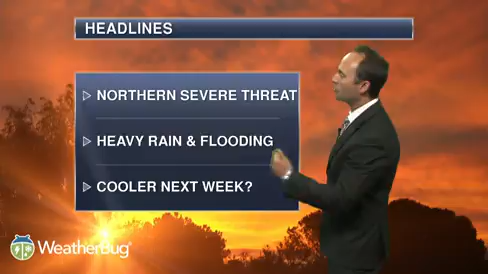 HEADLINES
NORTHERN SEVERE THREAT
HEAVY RAIN & FLOODING
COOLER NEXT WEEK?
WeatherBug